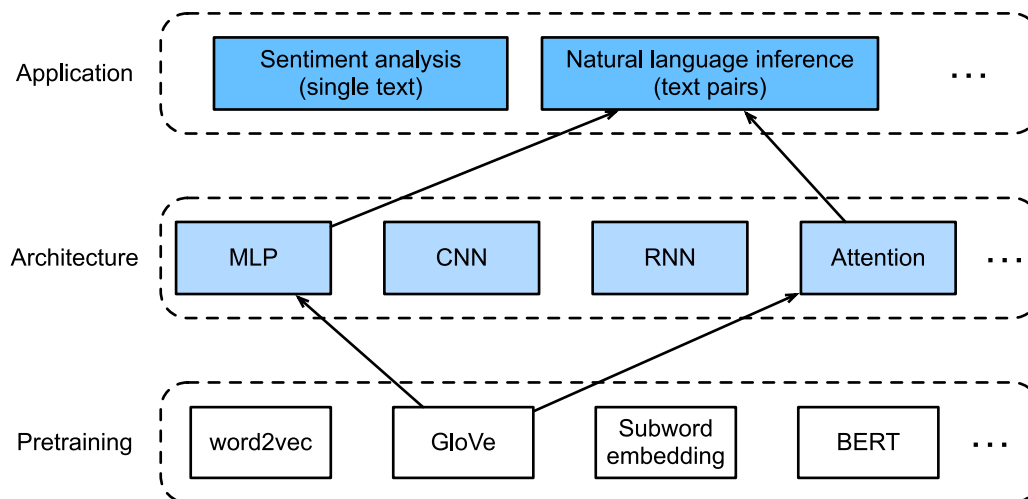 Application
Sentiment analysis
(single text)
Natural language inference
(text pairs)
...
Architecture
MLP
CNN
RNN
Attention
...
Pretraining
word2vec
GloVe
Subword
embedding
BERT
...